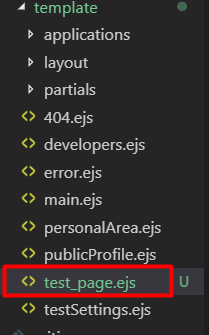 template
applications
layout
partials
404.ejs
developers.ejs
error.ejs
main.ejs
personalArea.ejs
publicProfile.ejs
test_page.ejs U
testSettings.ejs